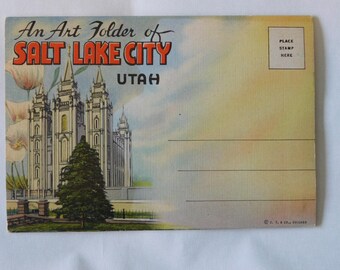 An Art Folder of
SALT LAKE CITY
UTAH
PLACE
STAMP
HERE